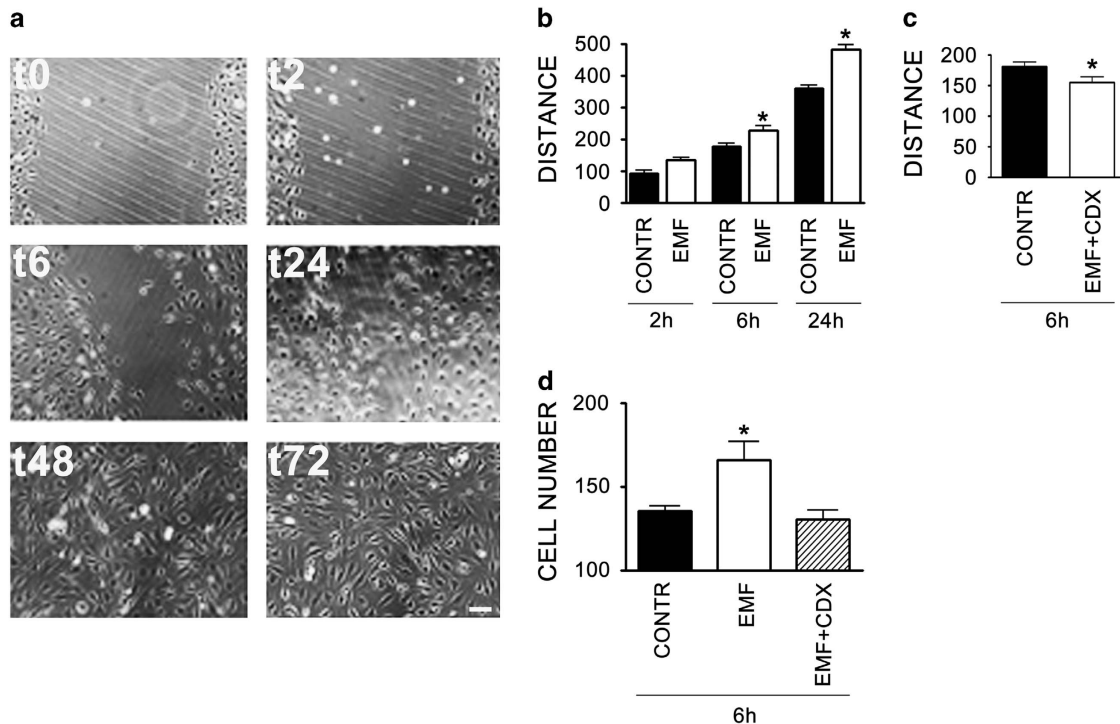 a
t0
t2
t6
t24
t48
t72
b
DISTANCE
500
400
300
200
100
0
*
*
CONTR
EMF
CONTR
EMF
CONTR
EMF
2h
6h
24h
c
DISTANCE
200
150
100
50
0
*
CONTR
EMF+CDX
6h
d
CELL NUMBER
200
150
100
*
CONTR
EMF
EMF+CDX
6h